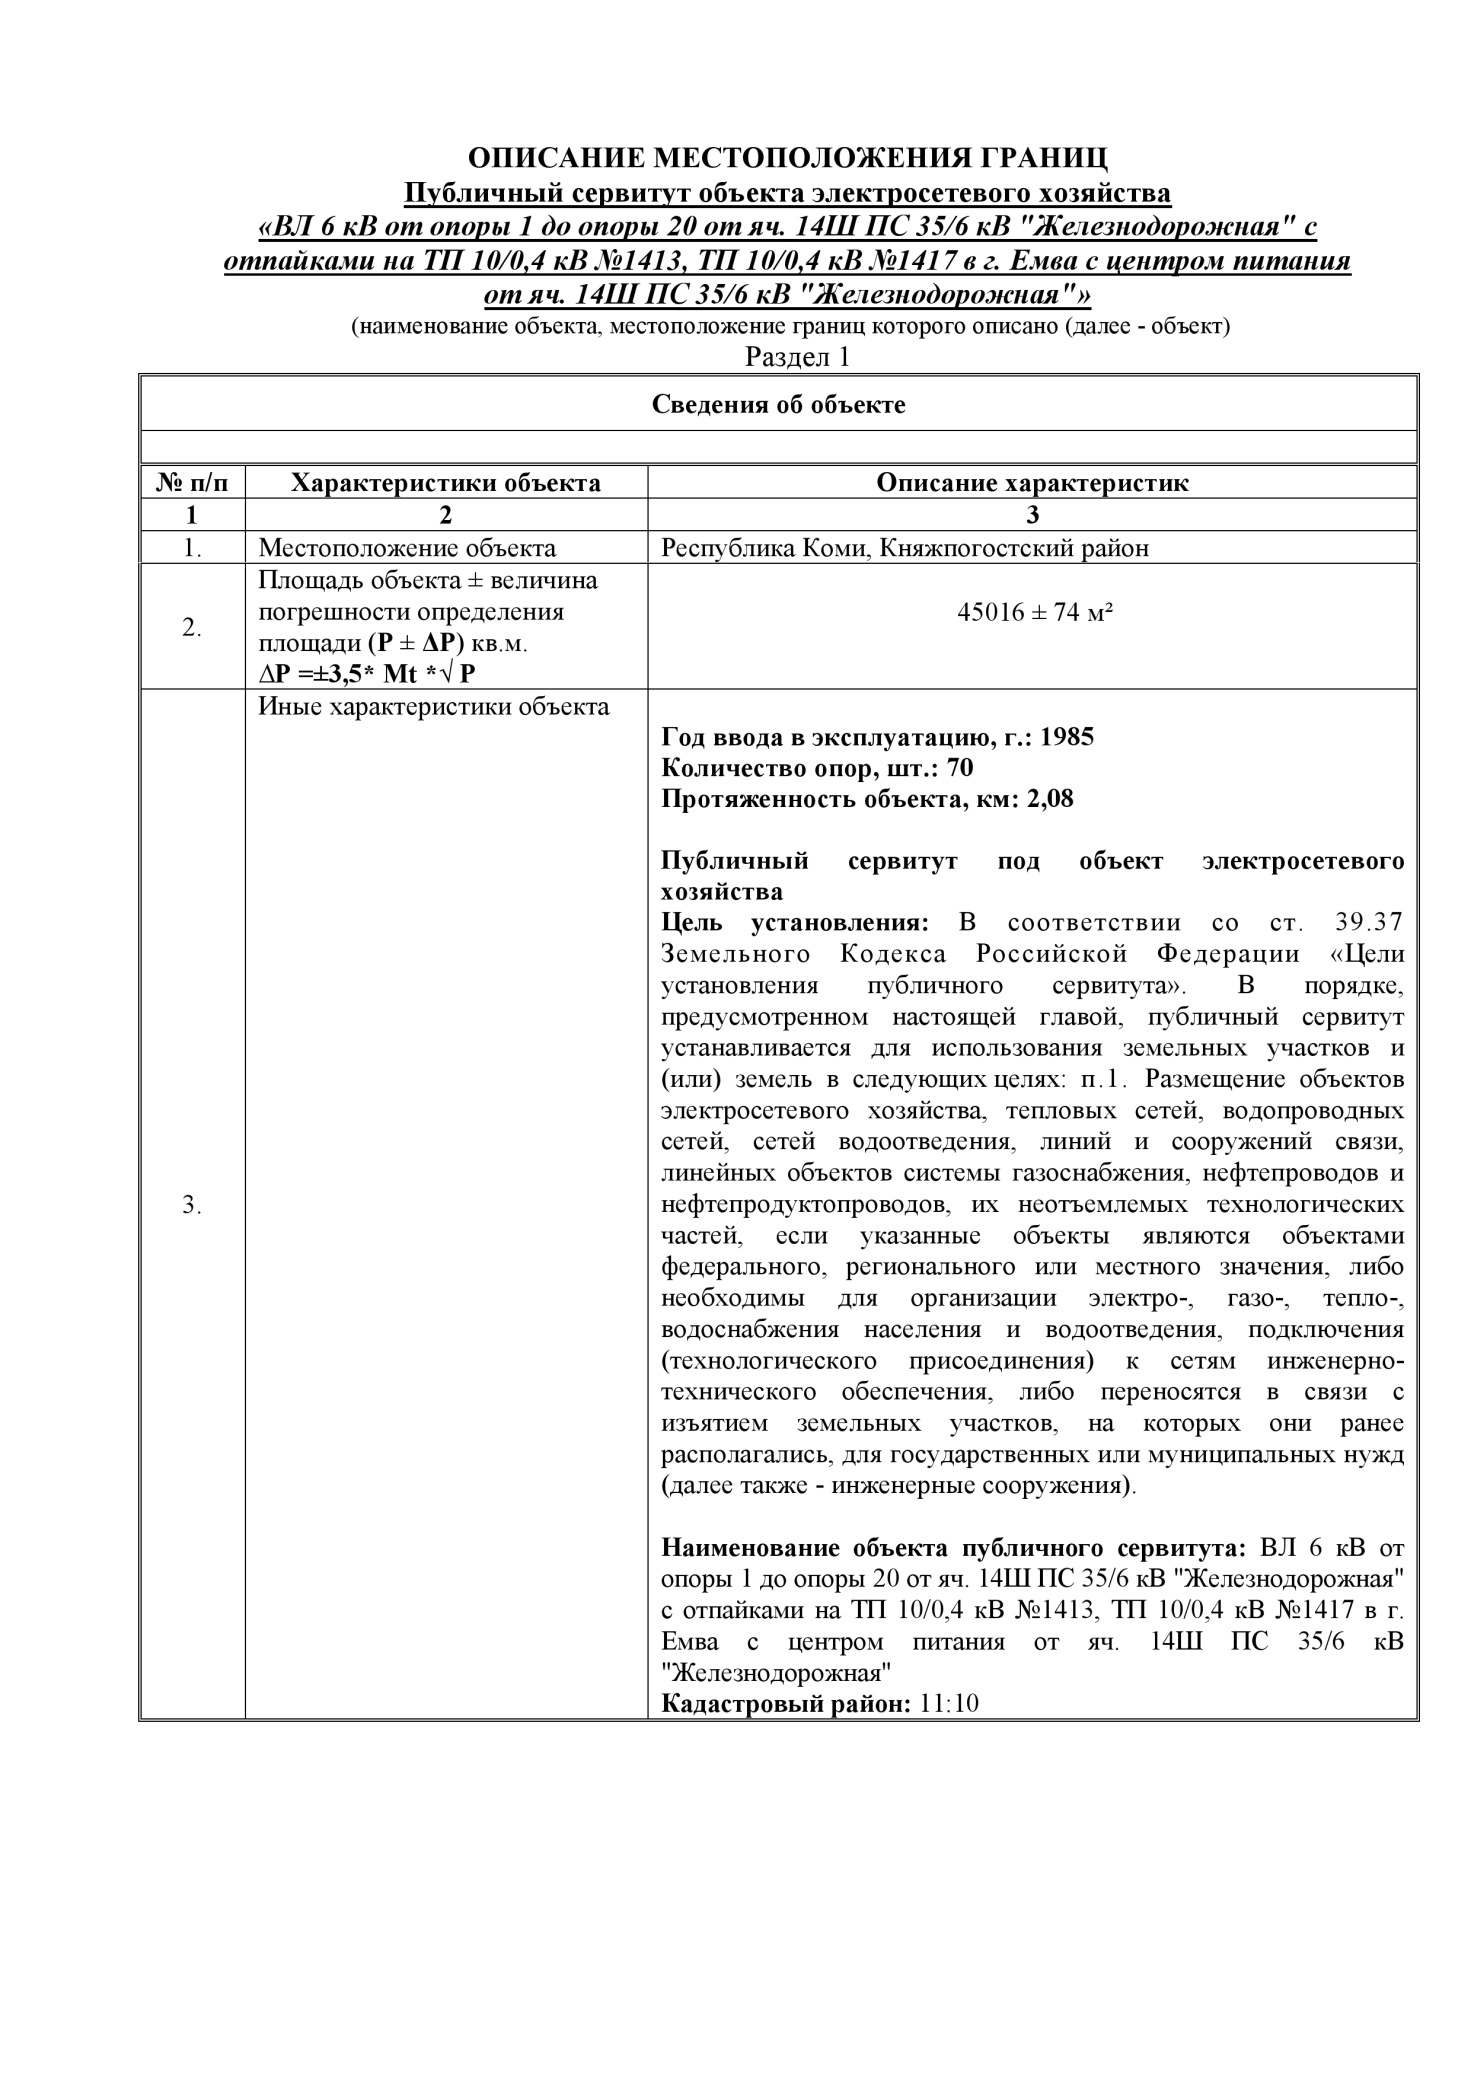 ОПИСАНИЕ МЕСТОПОЛОЖЕНИЯ ГРАНИЦ
Публичный сервитут объекта электросетевого хозяйства
«ВЛ 6 кВ от опоры 1 до опоры 20 от яч. 14Ш ПС 35/6 кВ "Железнодорожная" с
отпайками на ТП 10/0,4 кВ №1413, ТП 10/0,4 кВ №1417 в г. Емва с центром питания
от яч. 14Ш ПС 35/6 кВ "Железнодорожная"»
(наименование объекта, местоположение границ которого описано (далее - объект)
Раздел 1
Сведения об объекте
№ п/п Характеристики объекта Описание характеристик
1 2 3
1. Местоположение объекта Республика Коми, Княжпогостский район
2.
Площадь объекта ± величина
погрешности определения
площади (P ± ΔP) кв.м.
ΔP =±3,5* Mt *√ P
45016 ± 74 м²
3.
Иные характеристики объекта
Год ввода в эксплуатацию, г.: 1985
Количество опор, шт.: 70
Протяженность объекта, км: 2,08
Публичный сервитут под объект электросетевого
хозяйства
Цель установления: В соответствии со ст. 39.37
Земельного Кодекса Российской Федерации «Цели
установления публичного сервитута». В порядке,
предусмотренном настоящей главой, публичный сервитут
устанавливается для использования земельных участков и
(или) земель в следующих целях: п.1. Размещение объектов
электросетевого хозяйства, тепловых сетей, водопроводных
сетей, сетей водоотведения, линий и сооружений связи,
линейных объектов системы газоснабжения, нефтепроводов и
нефтепродуктопроводов, их неотъемлемых технологических
частей, если указанные объекты являются объектами
федерального, регионального или местного значения, либо
необходимы для организации электро-, газо-, тепло-,
водоснабжения населения и водоотведения, подключения
(технологического присоединения) к сетям инженерно-
технического обеспечения, либо переносятся в связи с
изъятием земельных участков, на которых они ранее
располагались, для государственных или муниципальных нужд
(далее также - инженерные сооружения).
Наименование объекта публичного сервитута: ВЛ 6 кВ от
опоры 1 до опоры 20 от яч. 14Ш ПС 35/6 кВ "Железнодорожная"
с отпайками на ТП 10/0,4 кВ №1413, ТП 10/0,4 кВ №1417 в г.
Емва с центром питания от яч. 14Ш ПС 35/6 кВ
"Железнодорожная"
Кадастровый район: 11:10